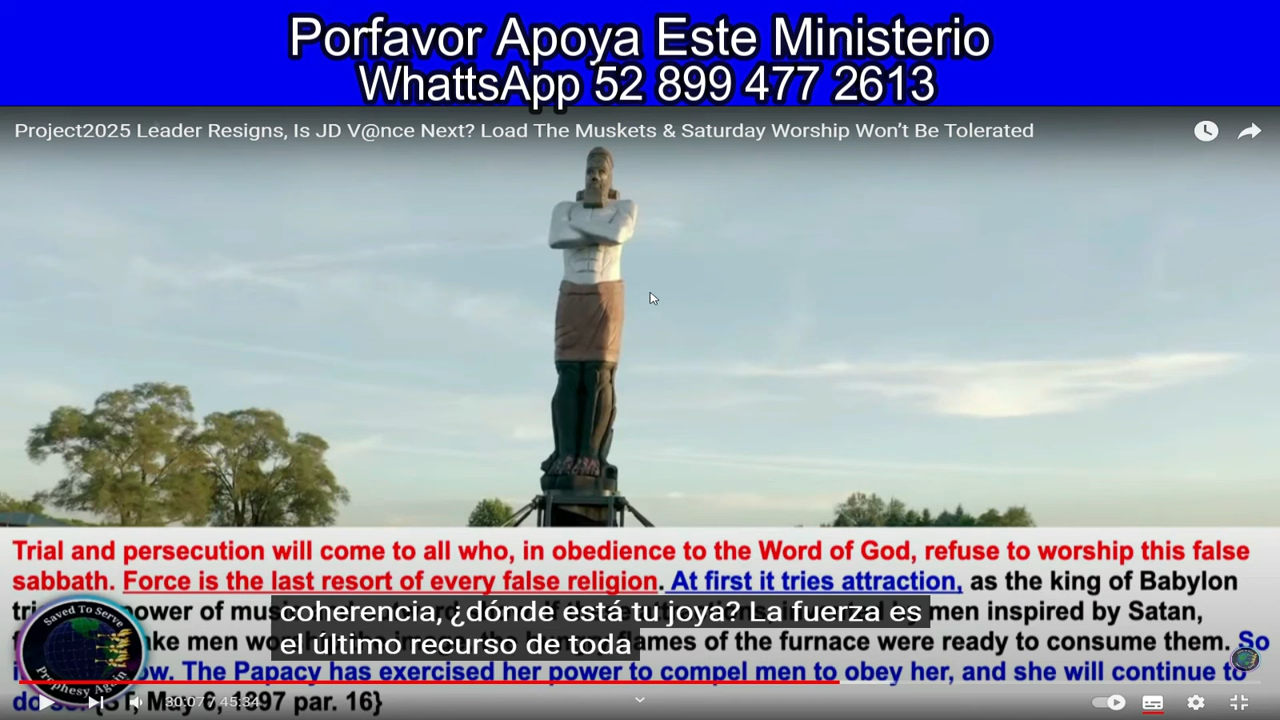 Porfavor Apoya Este Ministerio
WhattsApp 52 899 477 2613
Project2025 Leader Resigns, Is JD V@nce Next? Load The Muskets & Saturday Worship Won't Be Tolerated
Trial and persecution will come to all who, in obedience to the Word of God, refuse to worship this false
sabbath. Force is the last resort of every false religion. At first it tries attraction, as the king of Babylon
power of men inspired by Satan,
coherencia, ¿dónde está tu joya? La fuerza es
el último recurso de toda
flames of the furnace were ready to consume them. So
The Papacy has exercised her power to compel men to obey her, and she will continue to
May 6, 1897 par. 16}
Saved To Serve
Prophesy Again
30:07 / 45:34